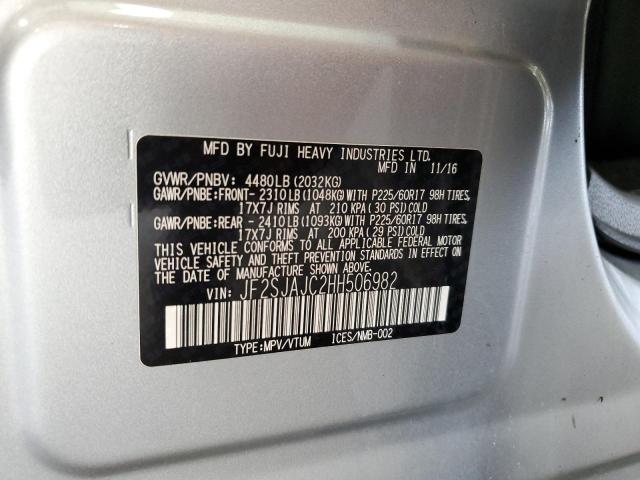 MFD BY FUJI HEAVY INDUSTRIES LTD.
MFD IN 11/16
GVWR/PNBV: 4480LB(2032KG)
GAWR/PNBE:FRONT- 2310LB(1048KG)WITH P225/60R17 98H TIRES,
17X7J RIMS AT 210 KPA( 30 PSI)COLD
GAWR/PNBE:REAR - 2410LB(1093KG)WITH P225/60R17 98H TIRES,
17X7J RIMS AT 200 KPA( 29 PSI)COLD
THIS VEHICLE CONFORMS TO ALL APPLICABLE FEDERAL MOTOR
VEHICLE SAFETY AND THEFT PREVENTION STANDARDS IN EFFECT ON
THE DATE OF MANUFACTURE SHOWN ABOVE.
VIN: JF2SJAJC2HH506982
TYPE:MPV/VTUM ICES/NMB-002